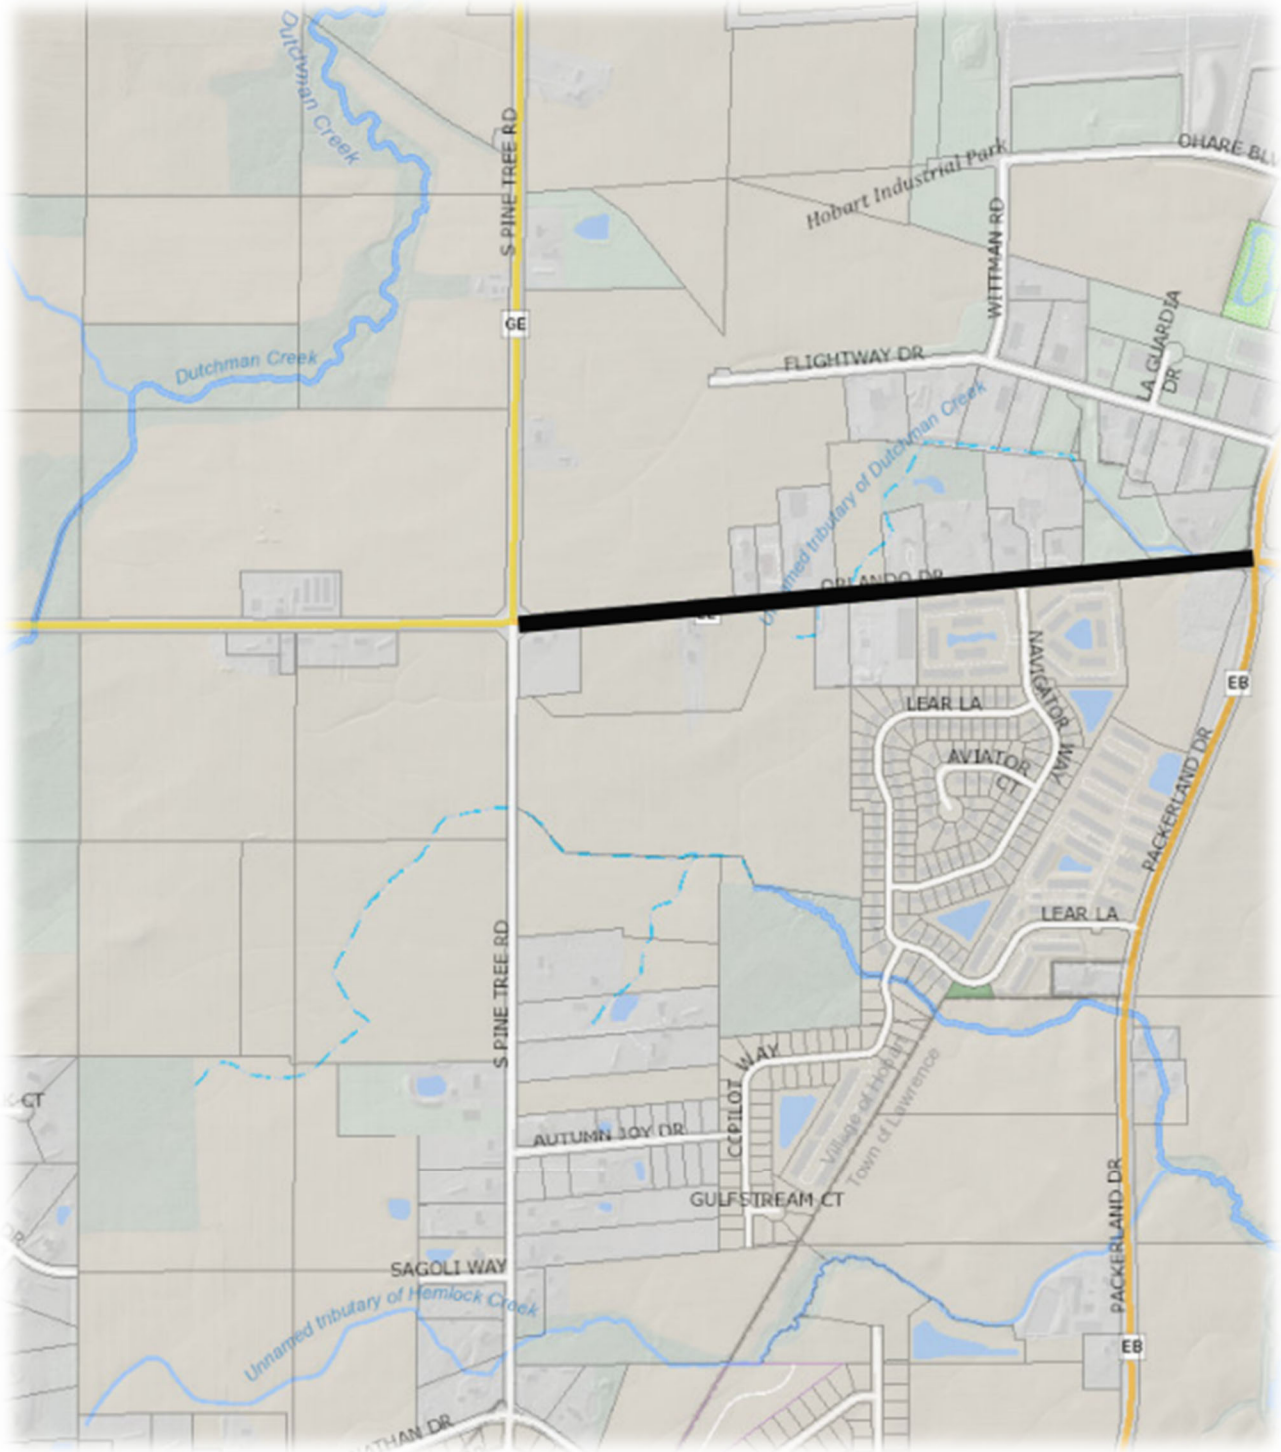 Dutchman Creek
S PINE TREE RD
OHARE BL
Hobart Industrial Park
WITTMAN RD
GE
Dutchman Creek
FLIGHTWAY DR
LA GUARDIA
DR
Unnamed tributary of Dutchman Creek
ORLANDO DR
NAVIGATOR WAY
EB
LEAR LA
AVIATOR
CT
PACKERLAND DR
LEAR LA
S PINE TREE RD
Village of Hobart
Town of Lawrence
CT
COPILOT WAY
AUTUMN JOY DR
GULFSTREAM CT
PACKERLAND DR
SAGOLI WAY
Unnamed tributary of Hemlock Creek
EB
DR